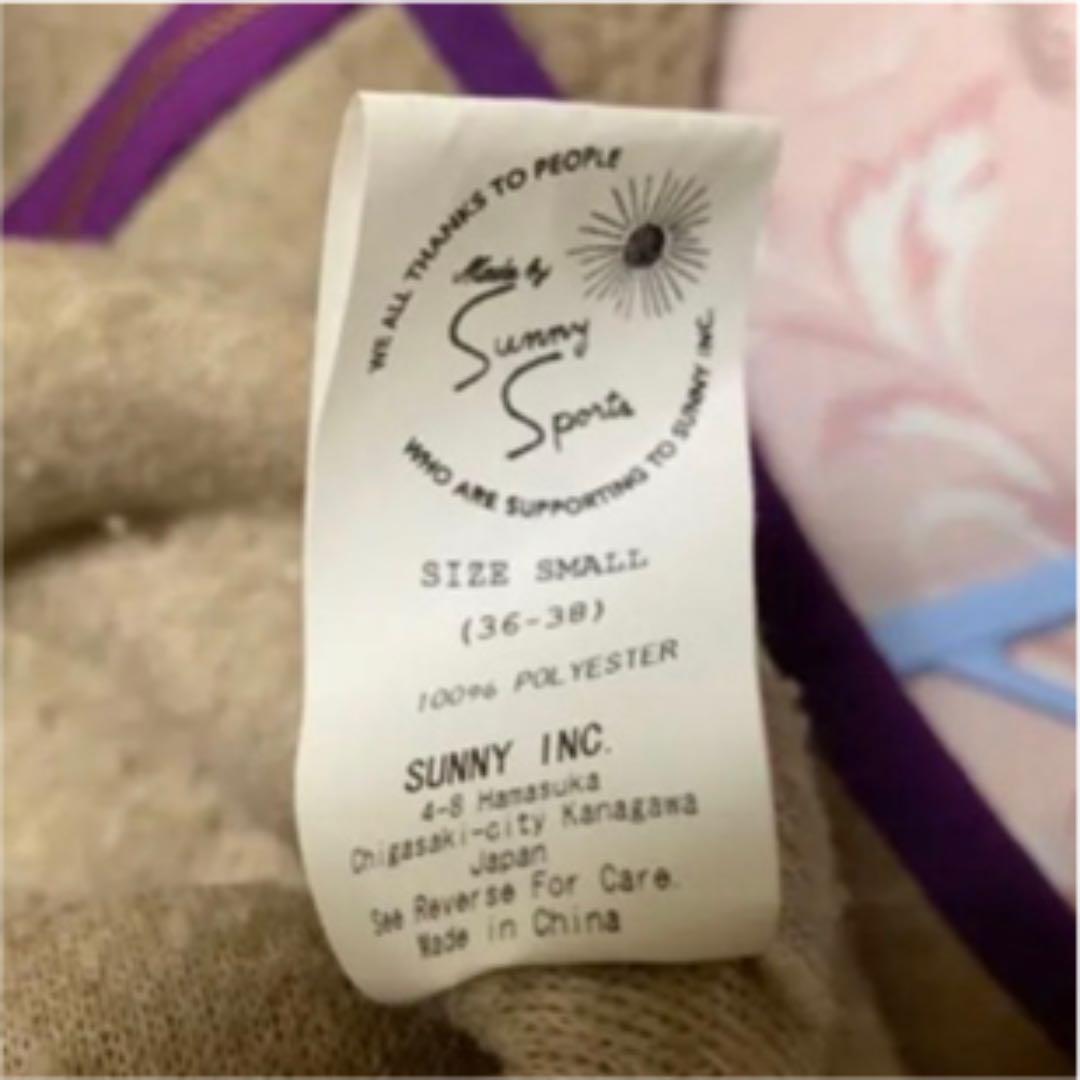 WE ALL THANKS TO PEOPLE
Made by
Sunny
Sports
WHO ARE SUPPORTING TO SUNNY INC.
SIZE SMALL
(36-38)
100% POLYESTER
SUNNY INC.
4-8 Hamasuka
Chigasaki-city Kanagawa
Japan
See Reverse For Care.
Made in China